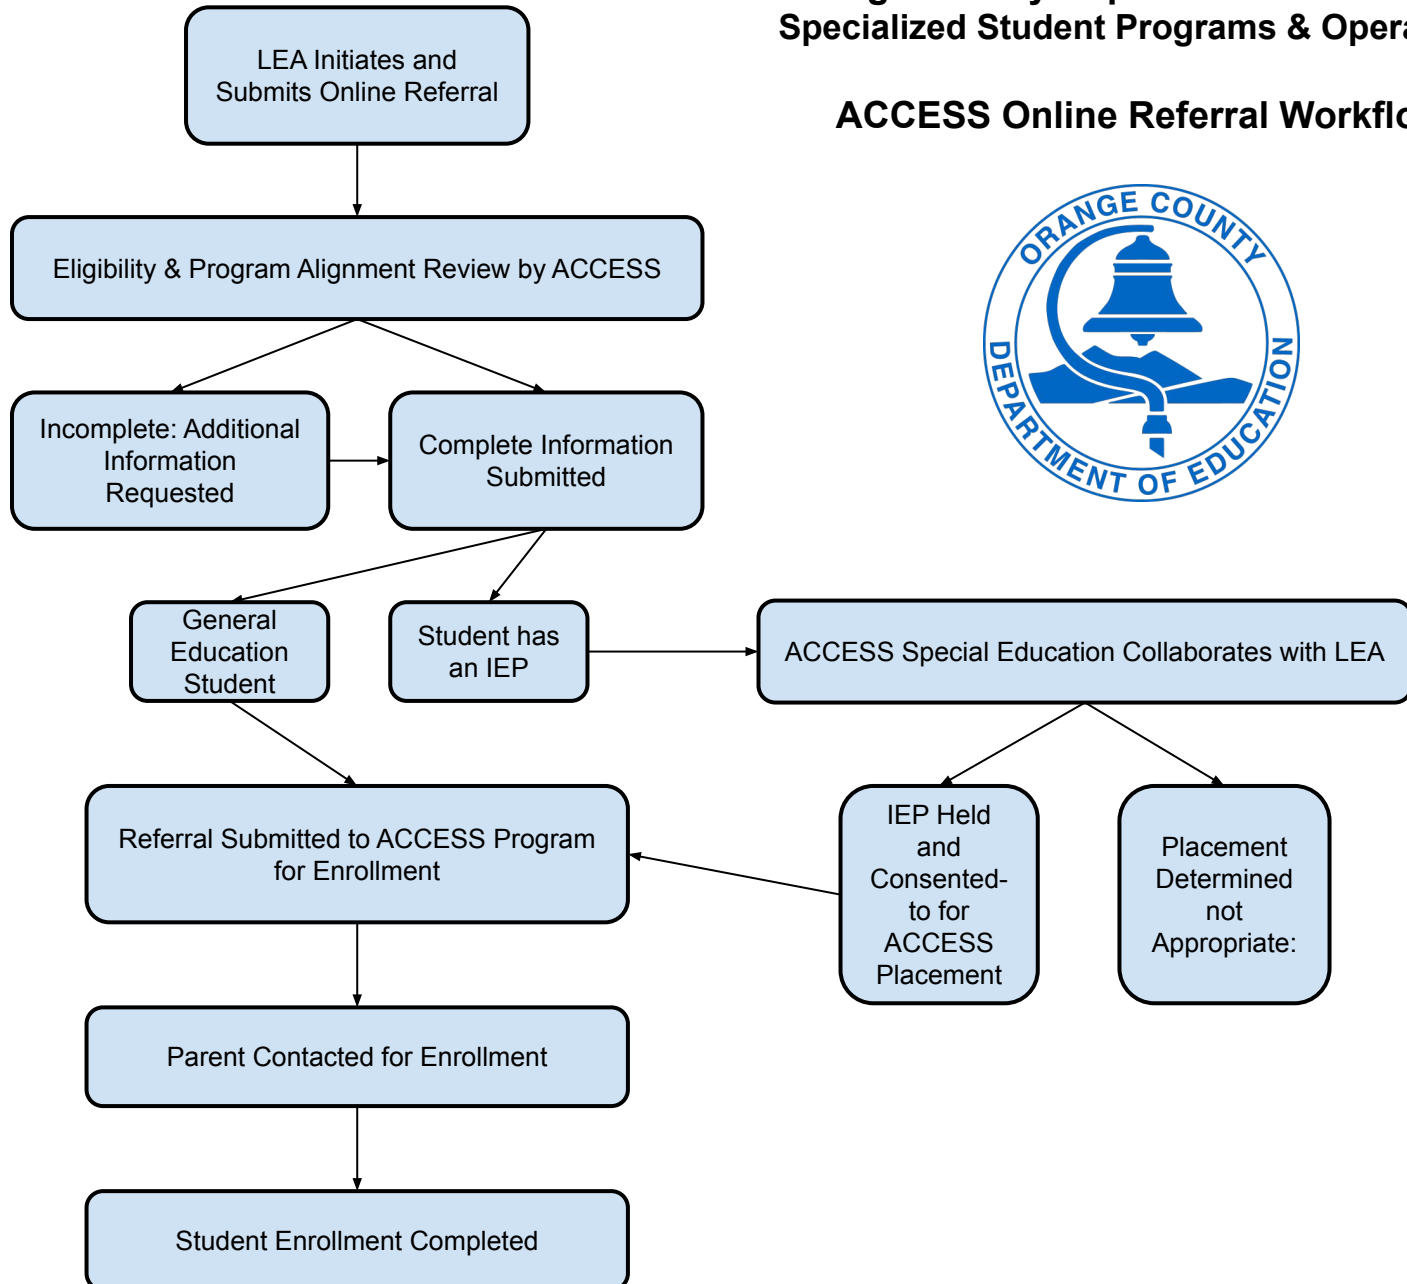 Specialized Student Programs &
ACCESS Online Referral
ORANGE COUNTY
DEPARTMENT OF EDUCATION
LEA Initiates and
Submits Online Referral
Eligibility & Program Alignment Review by ACCESS
Incomplete: Additional
Information
Requested
Complete Information
Submitted
General
Education
Student
Student has
an IEP
ACCESS Special Education Collaborates with LEA
Referral Submitted to ACCESS Program
for Enrollment
IEP Held
and
Consented-
to for
ACCESS
Placement
Placement
Determined
not
Appropriate:
Parent Contacted for Enrollment
Student Enrollment Completed